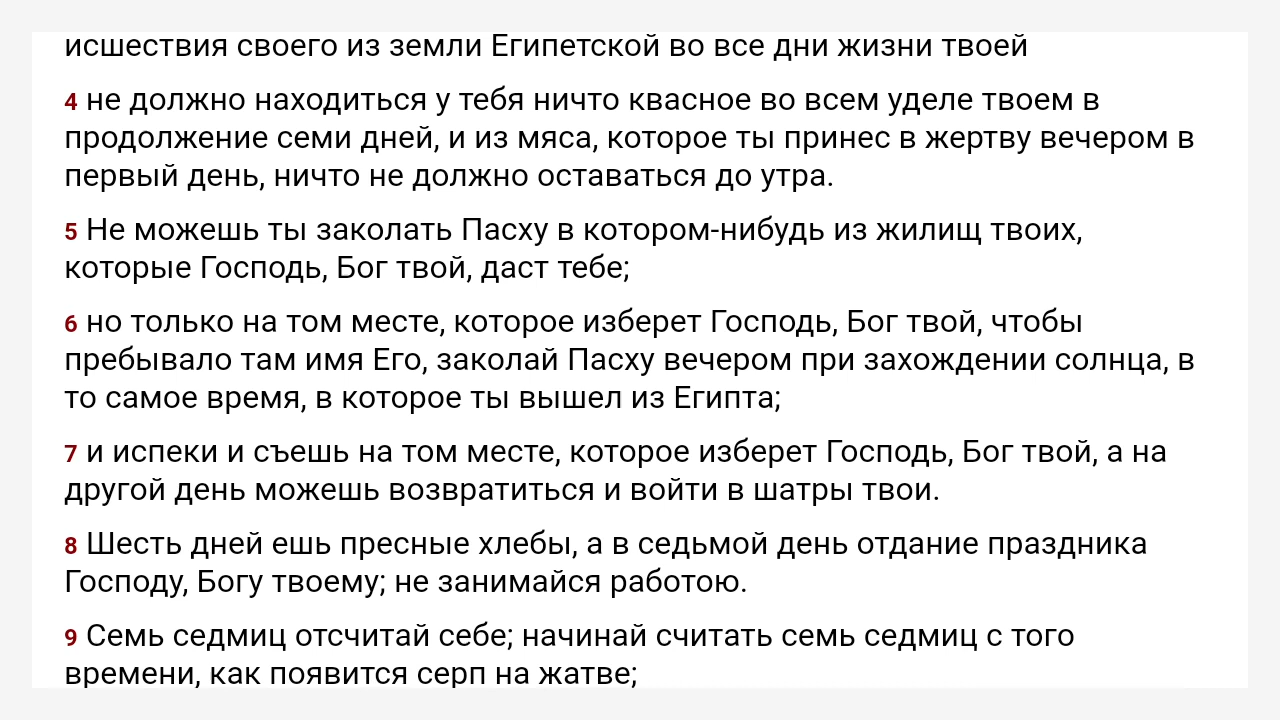 исшествия своего из земли Египетской во все дни жизни твоей
4 не должно находиться у тебя ничто квасное во всем уделе твоем в
продолжение семи дней, и из мяса, которое ты принес в жертву вечером в
первый день, ничто не должно оставаться до утра.
5 Не можешь ты заколать Пасху в котором-нибудь из жилищ твоих,
которые Господь, Бог твой, даст тебе;
6 но только на том месте, которое изберет Господь, Бог твой, чтобы
пребывало там имя Его, заколай Пасху вечером при захождении солнца, в
то самое время, в которое ты вышел из Египта;
7 и испеки и съешь на том месте, которое изберет Господь, Бог твой, а на
другой день можешь возвратиться и войти в шатры твои.
8 Шесть дней ешь пресные хлебы, а в седьмой день отдание праздника
Господу, Богу твоему; не занимайся работою.
9 Семь седмиц отсчитай себе; начинай считать семь седмиц с того
времени, как появится серп на жатве;